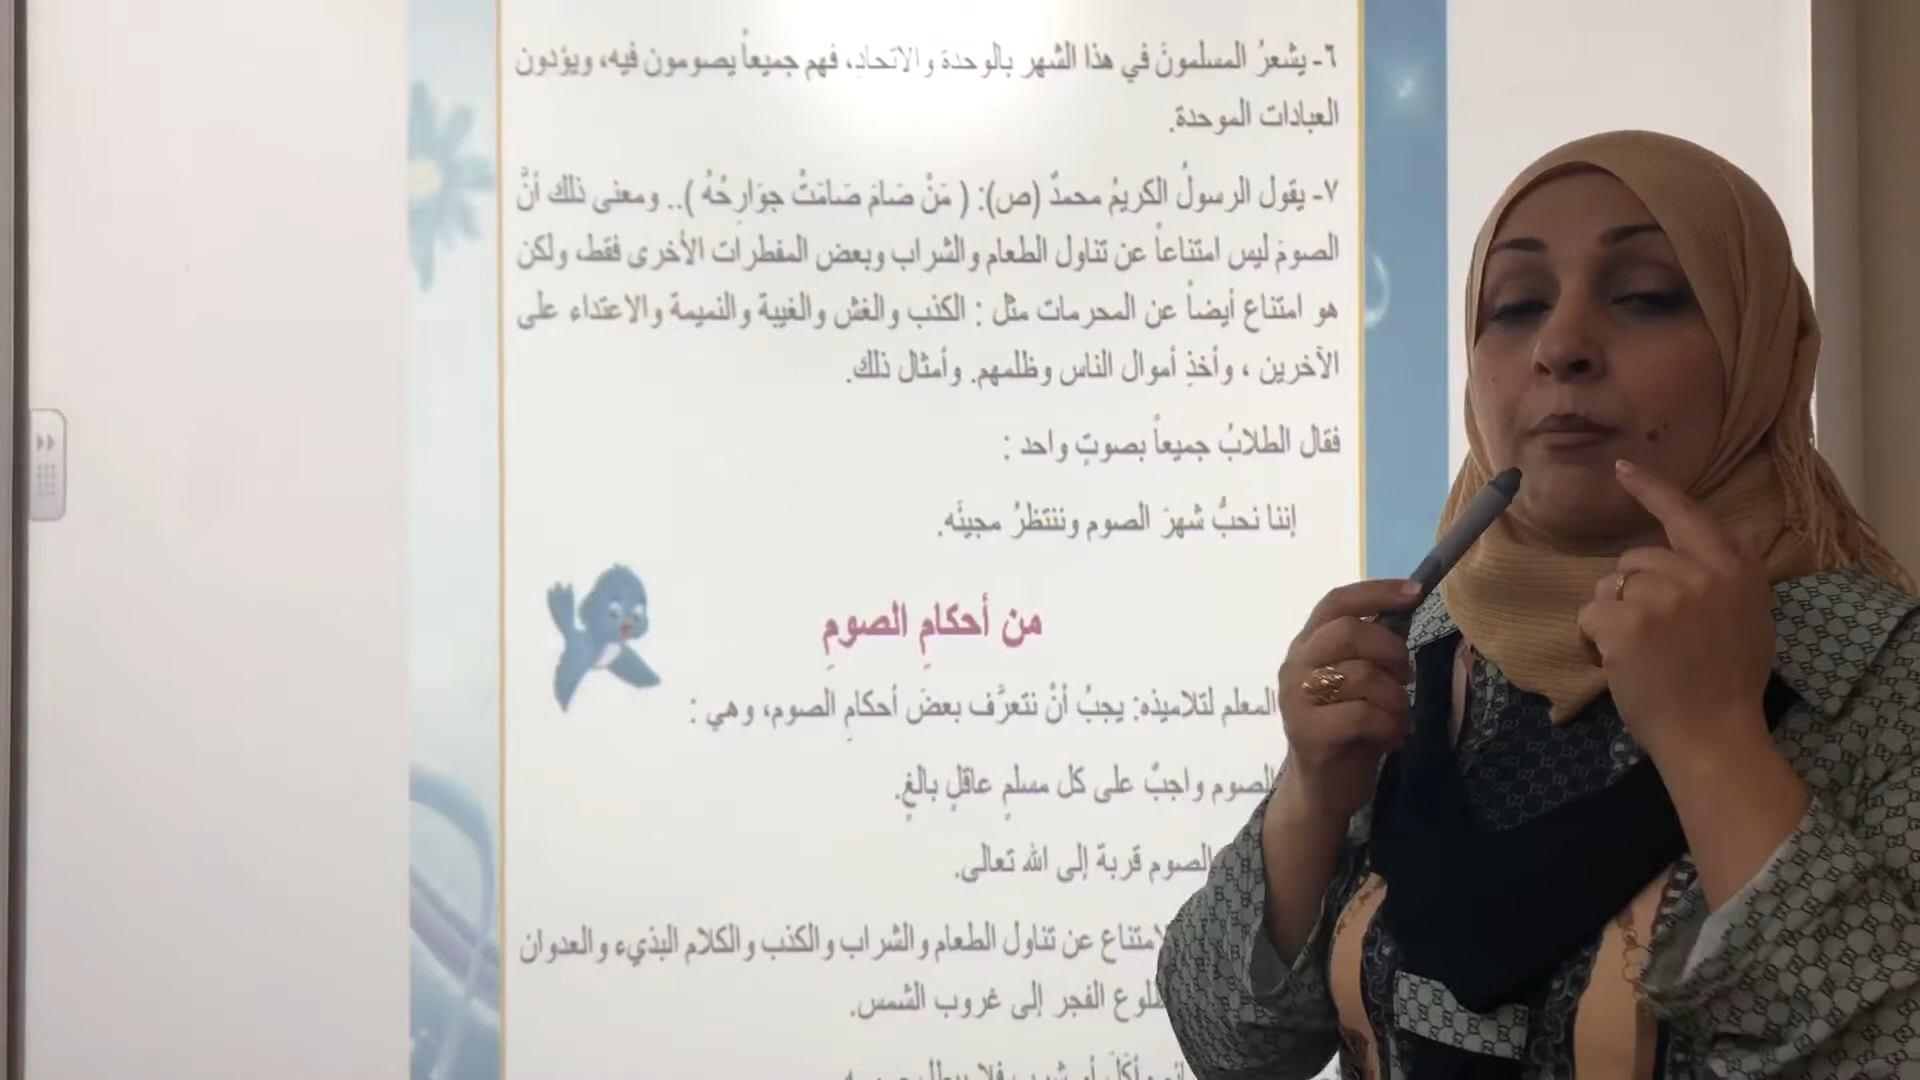 ٦- يشعرُ المسلمونَ في هذا الشهر بالوحدة والاتحادِ، فهم جميعاً يصومون فيه، ويؤدون
العبادات الموحدة.
٧- يقول الرسولُ الكريمُ محمدٌ (ص): ( مَنْ صَامَ صَامَتْ جوَارِحُهُ ).. ومعنى ذلك أنَّ
الصومَ ليس امتناعاً عن تناول الطعام والشراب وبعض المفطرات الأخرى فقط، ولكن
هو امتناع أيضاً عن المحرمات مثل : الكذب والغش والغيبة والنميمة والاعتداء على
الآخرين ، وأخذِ أموال الناس وظلمهم. وأمثال ذلك.
فقال الطلابُ جميعاً بصوتٍ واحد :
إننا نحبُّ شهرَ الصوم وننتظرُ مجيئَه.
من أحكامِ الصومِ
المعلم لتلاميذه: يجبُ أنْ نتعرَّف بعضَ أحكامِ الصوم، وهي :
الصوم واجبٌ على كل مسلمٍ عاقلٍ بالغٍ.
الصوم قربة إلى الله تعالى.
عن تناول الطعام والشراب والكذب والكلام البذيء والعدوان
الفجر إلى غروب الشمس.